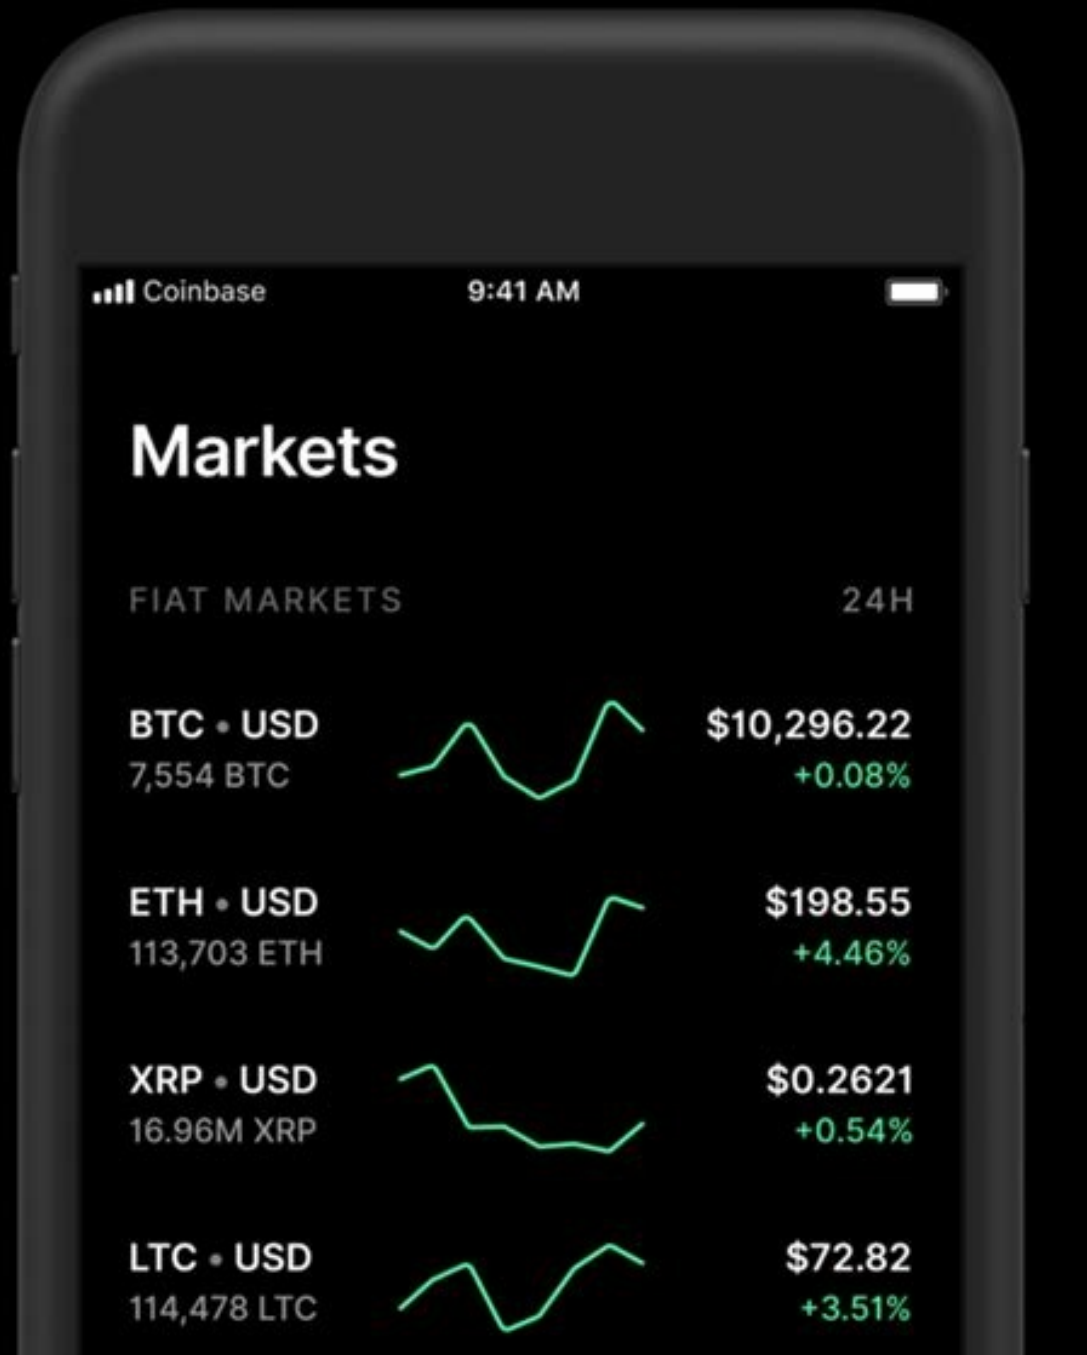 Coinbase 9:41 AM
Markets
FIAT MARKETS 24H
BTC • USD $10,296.22
7,554 BTC +0.08%
ETH • USD $198.55
113,703 ETH +4.46%
XRP • USD $0.2621
16.96M XRP +0.54%
LTC • USD $72.82
114,478 LTC +3.51%